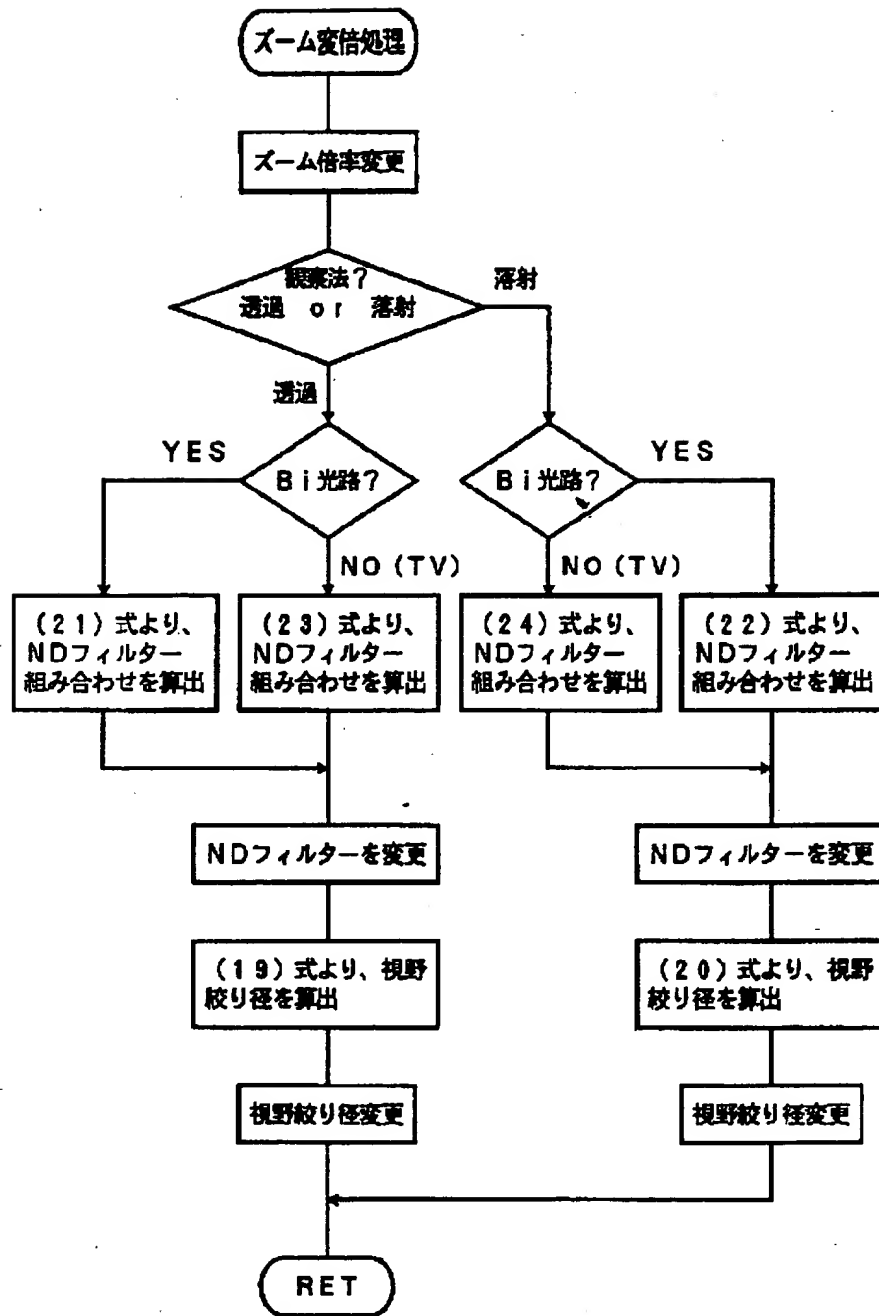 ズーム変倍処理
ズーム倍率変更
観察法?
透過 or 落射
落射
透過
YES
Bi光路?
Bi光路?
YES
NO(TV)
NO(TV)
(21)式より、
NDフィルター
組み合わせを算出
(23)式より、
NDフィルター
組み合わせを算出
(24)式より、
NDフィルター
組み合わせを算出
(22)式より、
NDフィルター
組み合わせを算出
NDフィルターを変更
NDフィルターを変更
(19)式より、視野
絞り径を算出
(20)式より、視野
絞り径を算出
視野絞り径変更
視野絞り径変更
RET